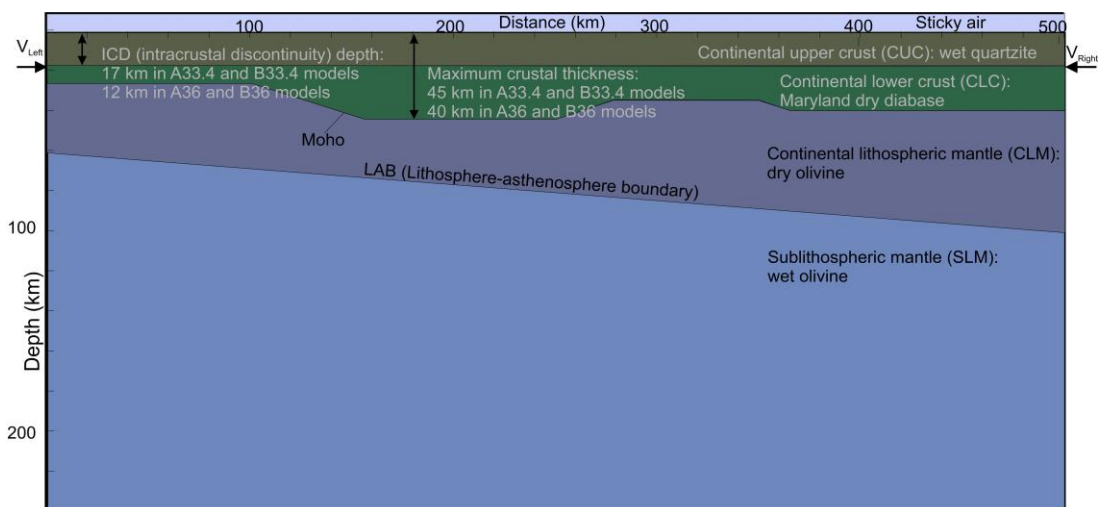 100
Distance (km)
300
400
Sticky air
500
V Left
ICD (intracrustal discontinuity) depth:
17 km in A33.4 and B33.4 models
12 km in A36 and B36 models
Maximum crustal thickness:
45 km in A33.4 and B33.4 models
40 km in A36 and B36 models
Continental upper crust (CUC): wet quartzite
V Right
Continental lower crust (CLC):
Maryland dry diabase
Moho
LAB (Lithosphere-asthenosphere boundary)
Continental lithospheric mantle (CLM):
dry olivine
100
Sublithospheric mantle (SLM):
wet olivine
Depth (km)
200
200